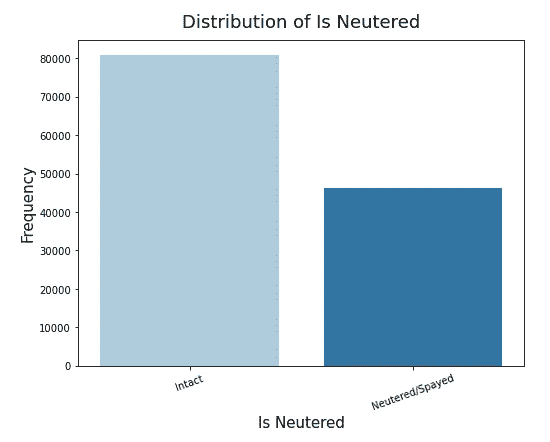 Distribution of Is Neutered
80000
70000
60000
50000
40000
30000
20000
10000
0
Frequency
Intact
Neutered/Spayed
Is Neutered